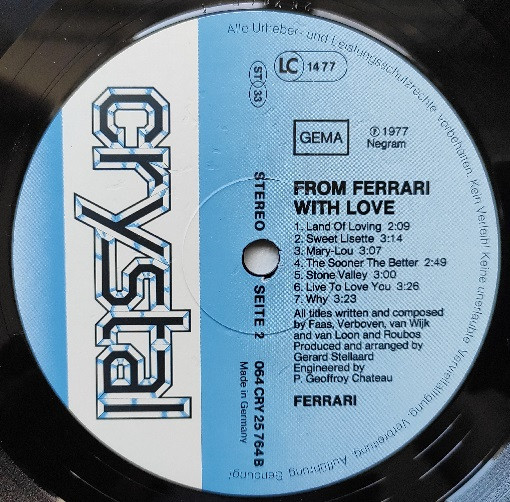 Alle Urheber- und Leistungsschutzrechte vorbehalten. Kein Verleih! Keine unerlaubte Vervielfältigung, Verbreitung, Aufführung, Sendung!
crystal
ST 33
LC 1477
GEMA
℗ 1977
Negram
STEREO
SEITE 2
064 CRY 25 764 B
Made in Germany
FROM FERRARI
WITH LOVE
1. Land Of Loving 2:09
2. Sweet Lisette 3:14
3. Mary-Lou 3:07
4. The Sooner The Better 2:49
5. Stone Valley 3:00
6. Live To Love You 3:26
7. Why 3:23
All titles written and composed
by Faas, Verboven, van Wijk
and van Loon and Roubos
Produced and arranged by
Gerard Stellaard
Engineered by
P. Geoffroy Chateau
FERRARI